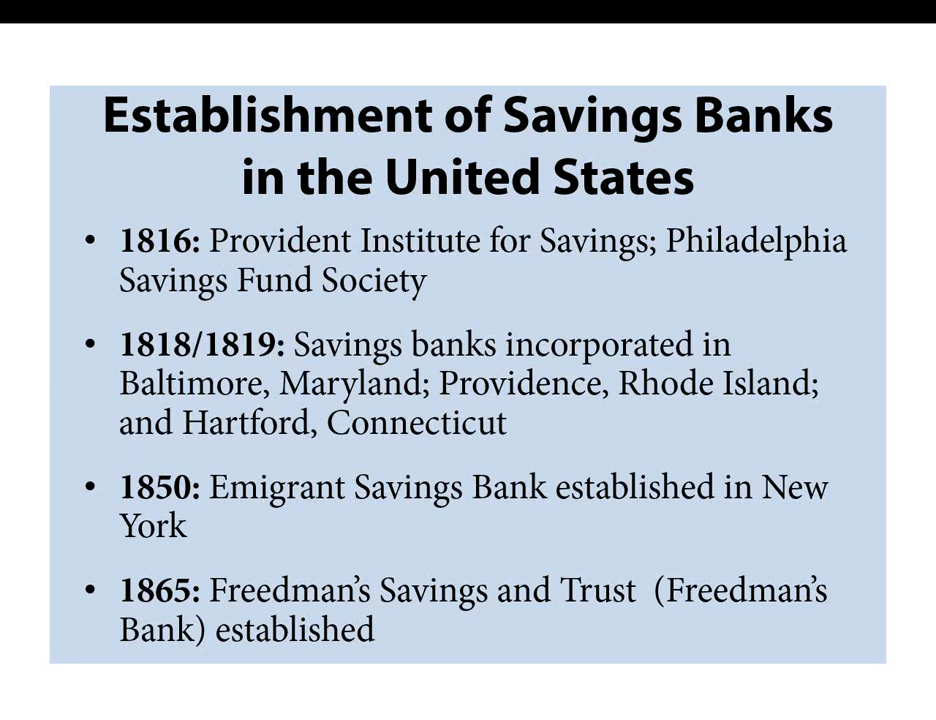 Establishment of Savings Banks
in the United States
• 1816: Provident Institute for Savings; Philadelphia
Savings Fund Society
• 1818/1819: Savings banks incorporated in
Baltimore, Maryland; Providence, Rhode Island;
and Hartford, Connecticut
• 1850: Emigrant Savings Bank established in New
York
• 1865: Freedman’s Savings and Trust (Freedman’s
Bank) established